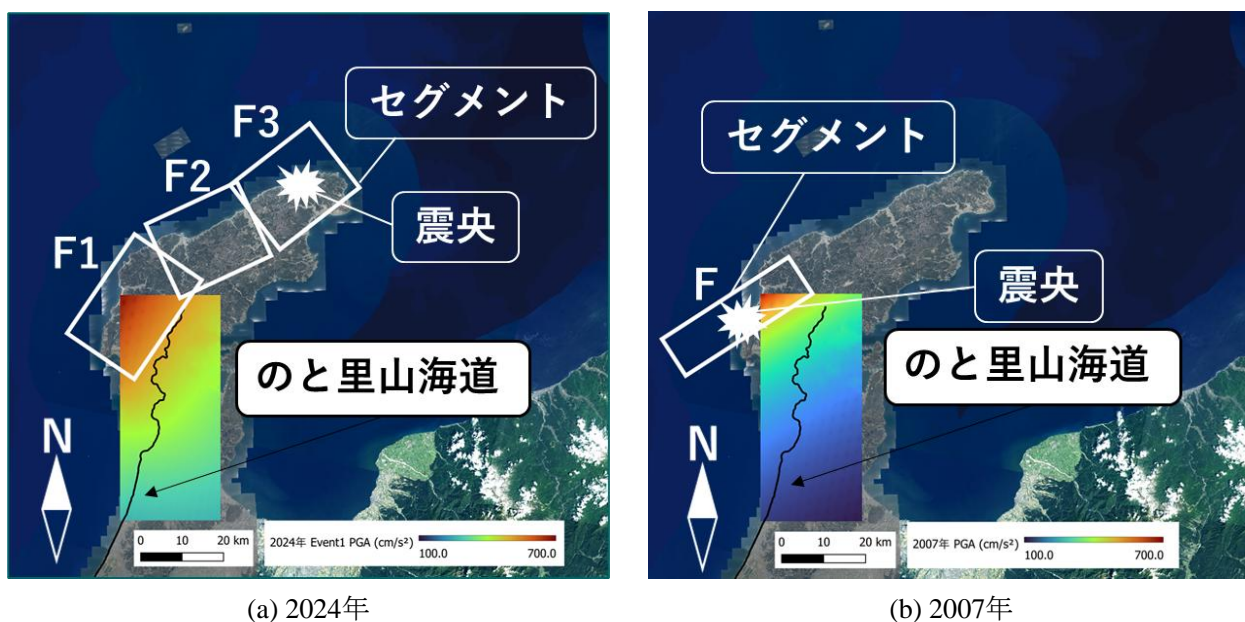 セグメント
F3
F2
震央
F1
のと里山海道
N
0 10 20 km
2024年 Event1 PGA (cm/s²)
100.0 700.0
(a) 2024年
セグメント
F
震央
のと里山海道
N
0 10 20 km
2007年 PGA (cm/s²)
100.0 700.0
(b) 2007年